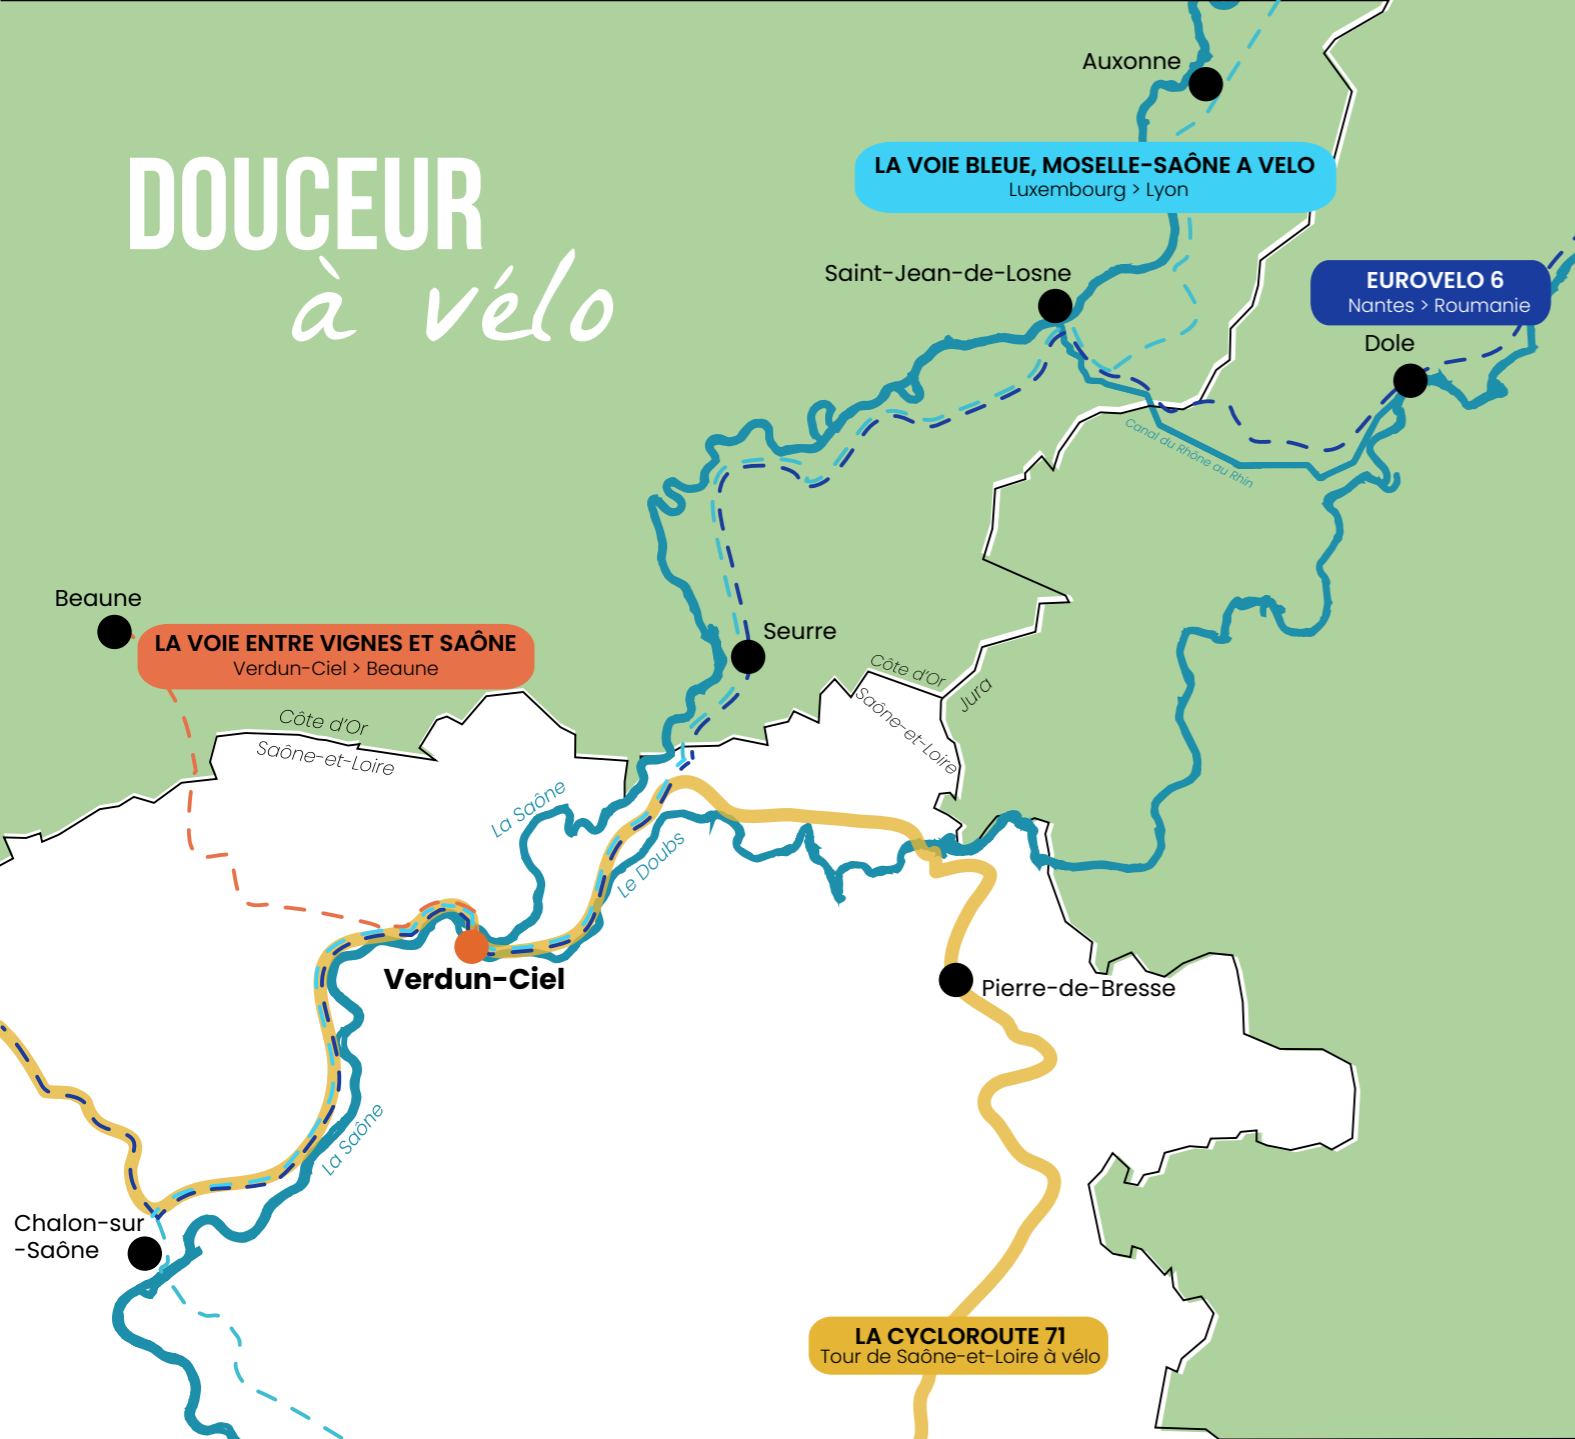 Auxonne
LA VOIE BLEUE, MOSELLE-SAÔNE A VELO
Luxembourg > Lyon
DOUCEUR
à vélo
Saint-Jean-de-Losne
EUROVELO 6
Nantes > Roumanie
Dole
Canal du Rhône au Rhin
Beaune
LA VOIE ENTRE VIGNES ET SAÔNE
Verdun-Ciel > Beaune
Seurre
Côte d'Or
Saône-et-Loire
Jura
Côte d'Or
Saône-et-Loire
La Saône
Le Doubs
Verdun-Ciel
Pierre-de-Bresse
La Saône
Chalon-sur
-Saône
LA CYCLOROUTE 71
Tour de Saône-et-Loire à vélo